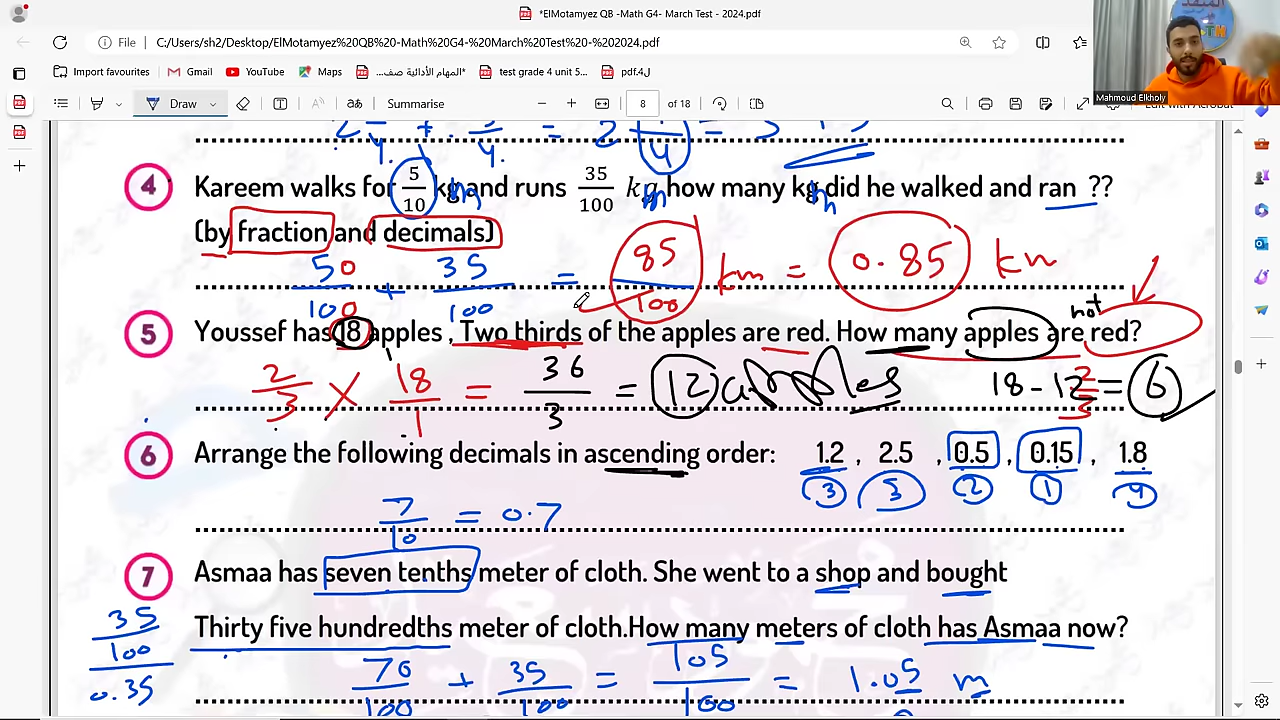 *ElMotamyez QB -Math G4- March Test - 2024.pdf
File C:/Users/sh2/Desktop/ElMotamyez%20QB%20-Math%20G4-%20March%20Test%20-%202024.pdf
Import favourites Gmail YouTube Maps المهام الأدائية صف... test grade 4 unit 5... ل4.pdf
Draw Summarise 8 of 18 Edit with Acrobat
Mahmoud Elkholy
4 Kareem walks for 5/10 kg and runs 35/100 kg how many kg did he walked and ran ??
(by fraction and decimals)
50/100 + 35/100 = 85/100 km = 0.85 km
not
5 Youssef has 18 apples , Two thirds of the apples are red. How many apples are red?
2/3 × 18/1 = 36/3 = 12 apples 18 - 12 = 6
6 Arrange the following decimals in ascending order: 1.2 , 2.5 , 0.5 , 0.15 , 1.8
3 5 2 1 4
7/10 = 0.7
7 Asmaa has seven tenths meter of cloth. She went to a shop and bought
Thirty five hundredths meter of cloth.How many meters of cloth has Asmaa now?
35/100
0.35
70/100 + 35/100 = 105/100 = 1.05 m